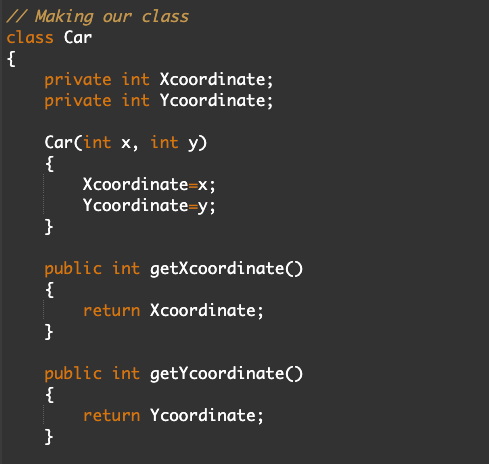 // Making our class
class Car
{
    private int Xcoordinate;
    private int Ycoordinate;

    Car(int x, int y)
    {
        Xcoordinate=x;
        Ycoordinate=y;
    }

    public int getXcoordinate()
    {
        return Xcoordinate;
    }

    public int getYcoordinate()
    {
        return Ycoordinate;
    }